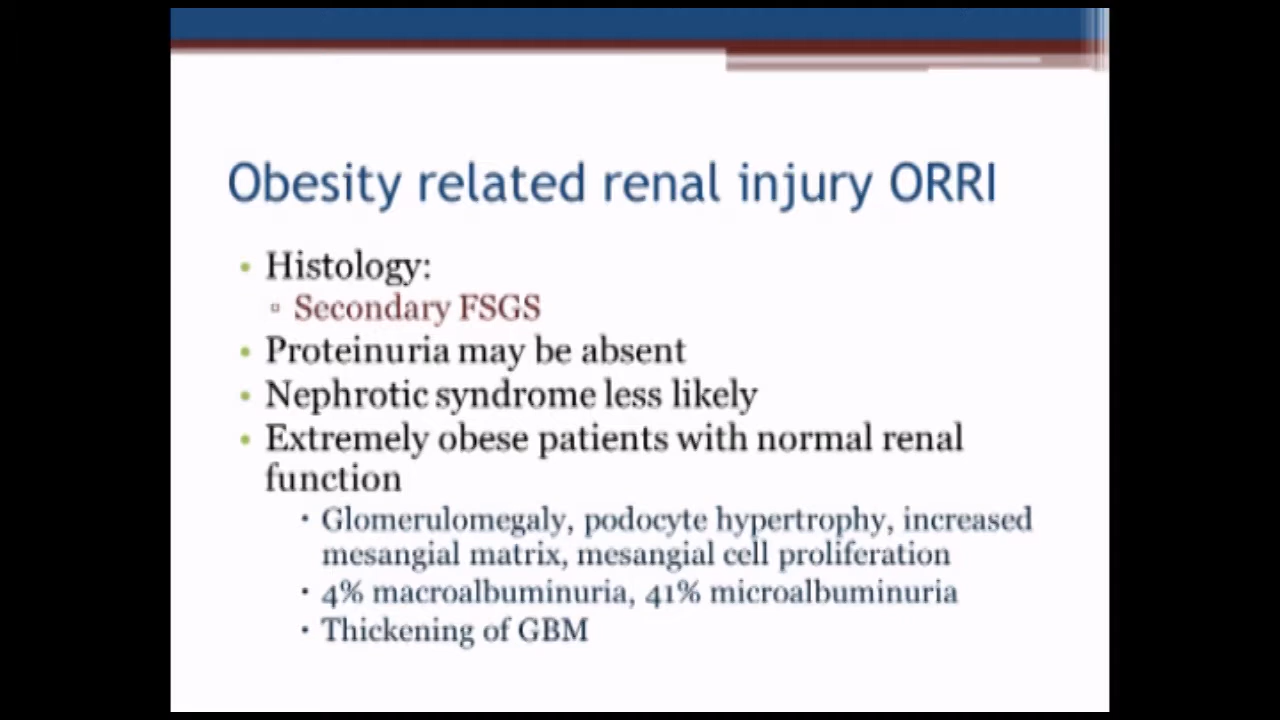 Obesity related renal injury ORRI
• Histology:
▫ Secondary FSGS
• Proteinuria may be absent
• Nephrotic syndrome less likely
• Extremely obese patients with normal renal
function
• Glomerulomegaly, podocyte hypertrophy, increased
mesangial matrix, mesangial cell proliferation
• 4% macroalbuminuria, 41% microalbuminuria
• Thickening of GBM